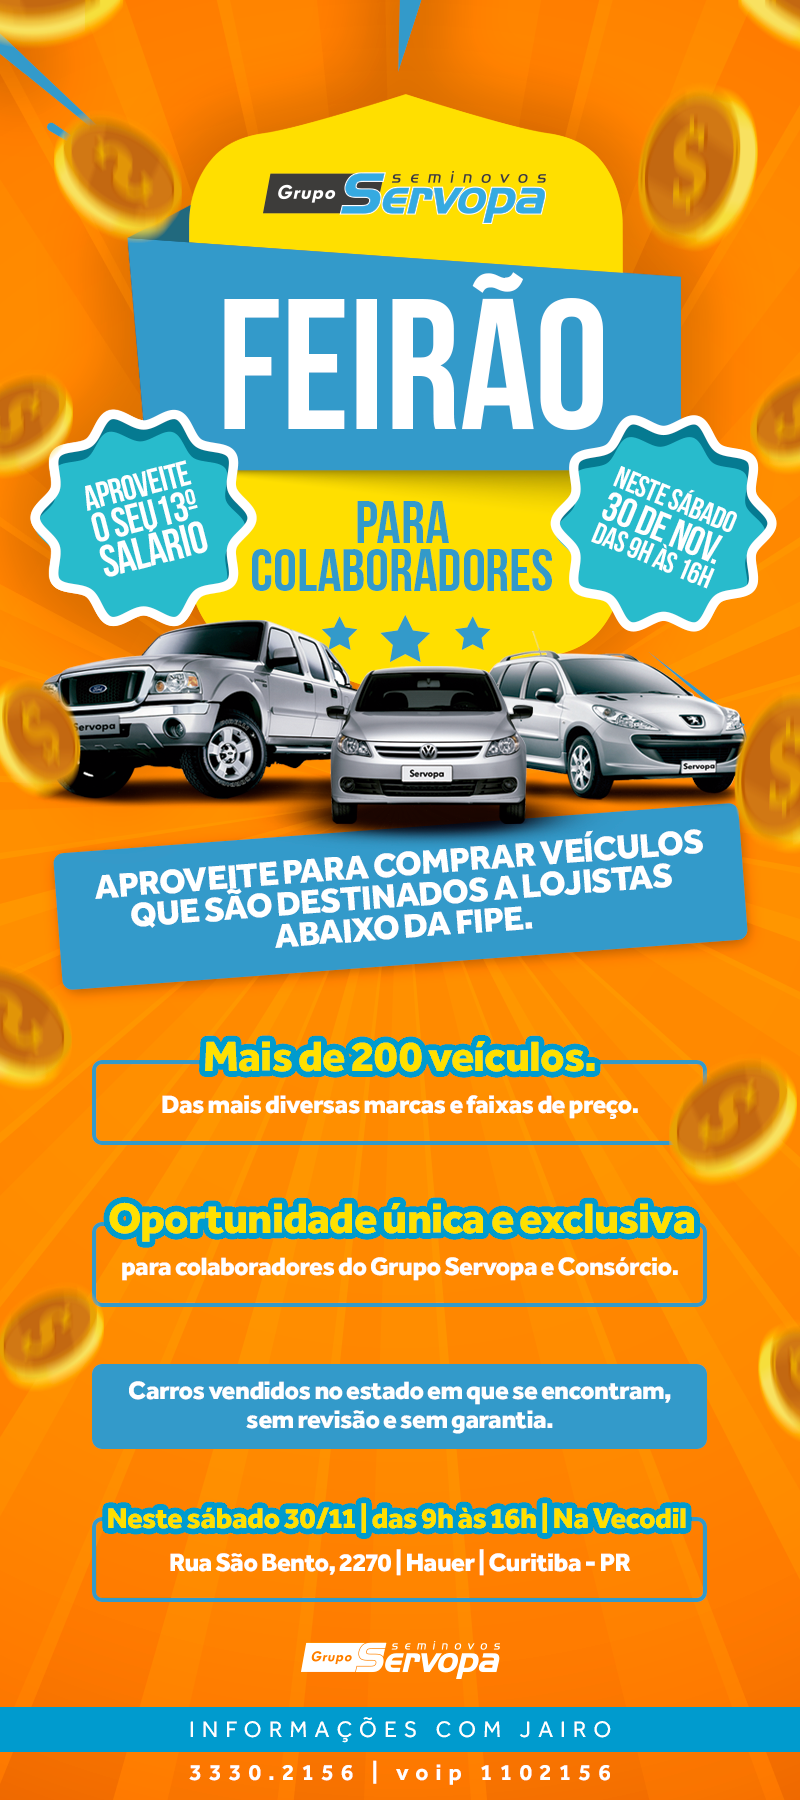 Grupo seminovos Servopa
FEIRÃO
APROVEITE
O SEU 13º
SALÁRIO
NESTE SÁBADO
30 DE NOV.
DAS 9H ÀS 16H
PARA
COLABORADORES
Ford
Servopa
Servopa
Servopa
APROVEITE PARA COMPRAR VEÍCULOS
QUE SÃO DESTINADOS A LOJISTAS
ABAIXO DA FIPE.
Mais de 200 veículos.
Das mais diversas marcas e faixas de preço.
Oportunidade única e exclusiva
para colaboradores do Grupo Servopa e Consórcio.
Carros vendidos no estado em que se encontram,
sem revisão e sem garantia.
Neste sábado 30/11 | das 9h às 16h | Na Vecodil
Rua São Bento, 2270 | Hauer | Curitiba - PR
Grupo seminovos Servopa
INFORMAÇÕES COM JAIRO
3330.2156 | voip 1102156